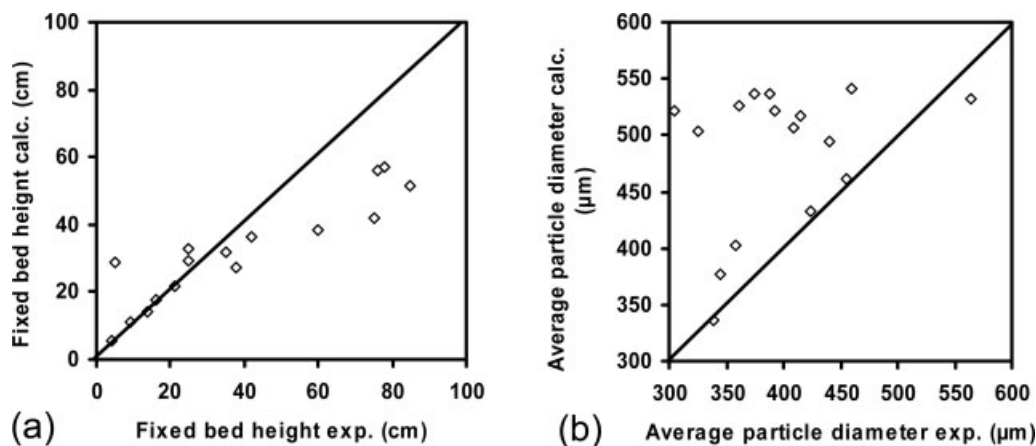 100
80
60
40
20
0
Fixed bed heignt calc. (cm)
0 20 40 60 80 100
Fixed bed height exp. (cm)
(a)
600
550
500
450
400
350
300
Average particle diameter calc.
(µm)
300 350 400 450 500 550 600
Average particle diameter exp. (µm)
(b)